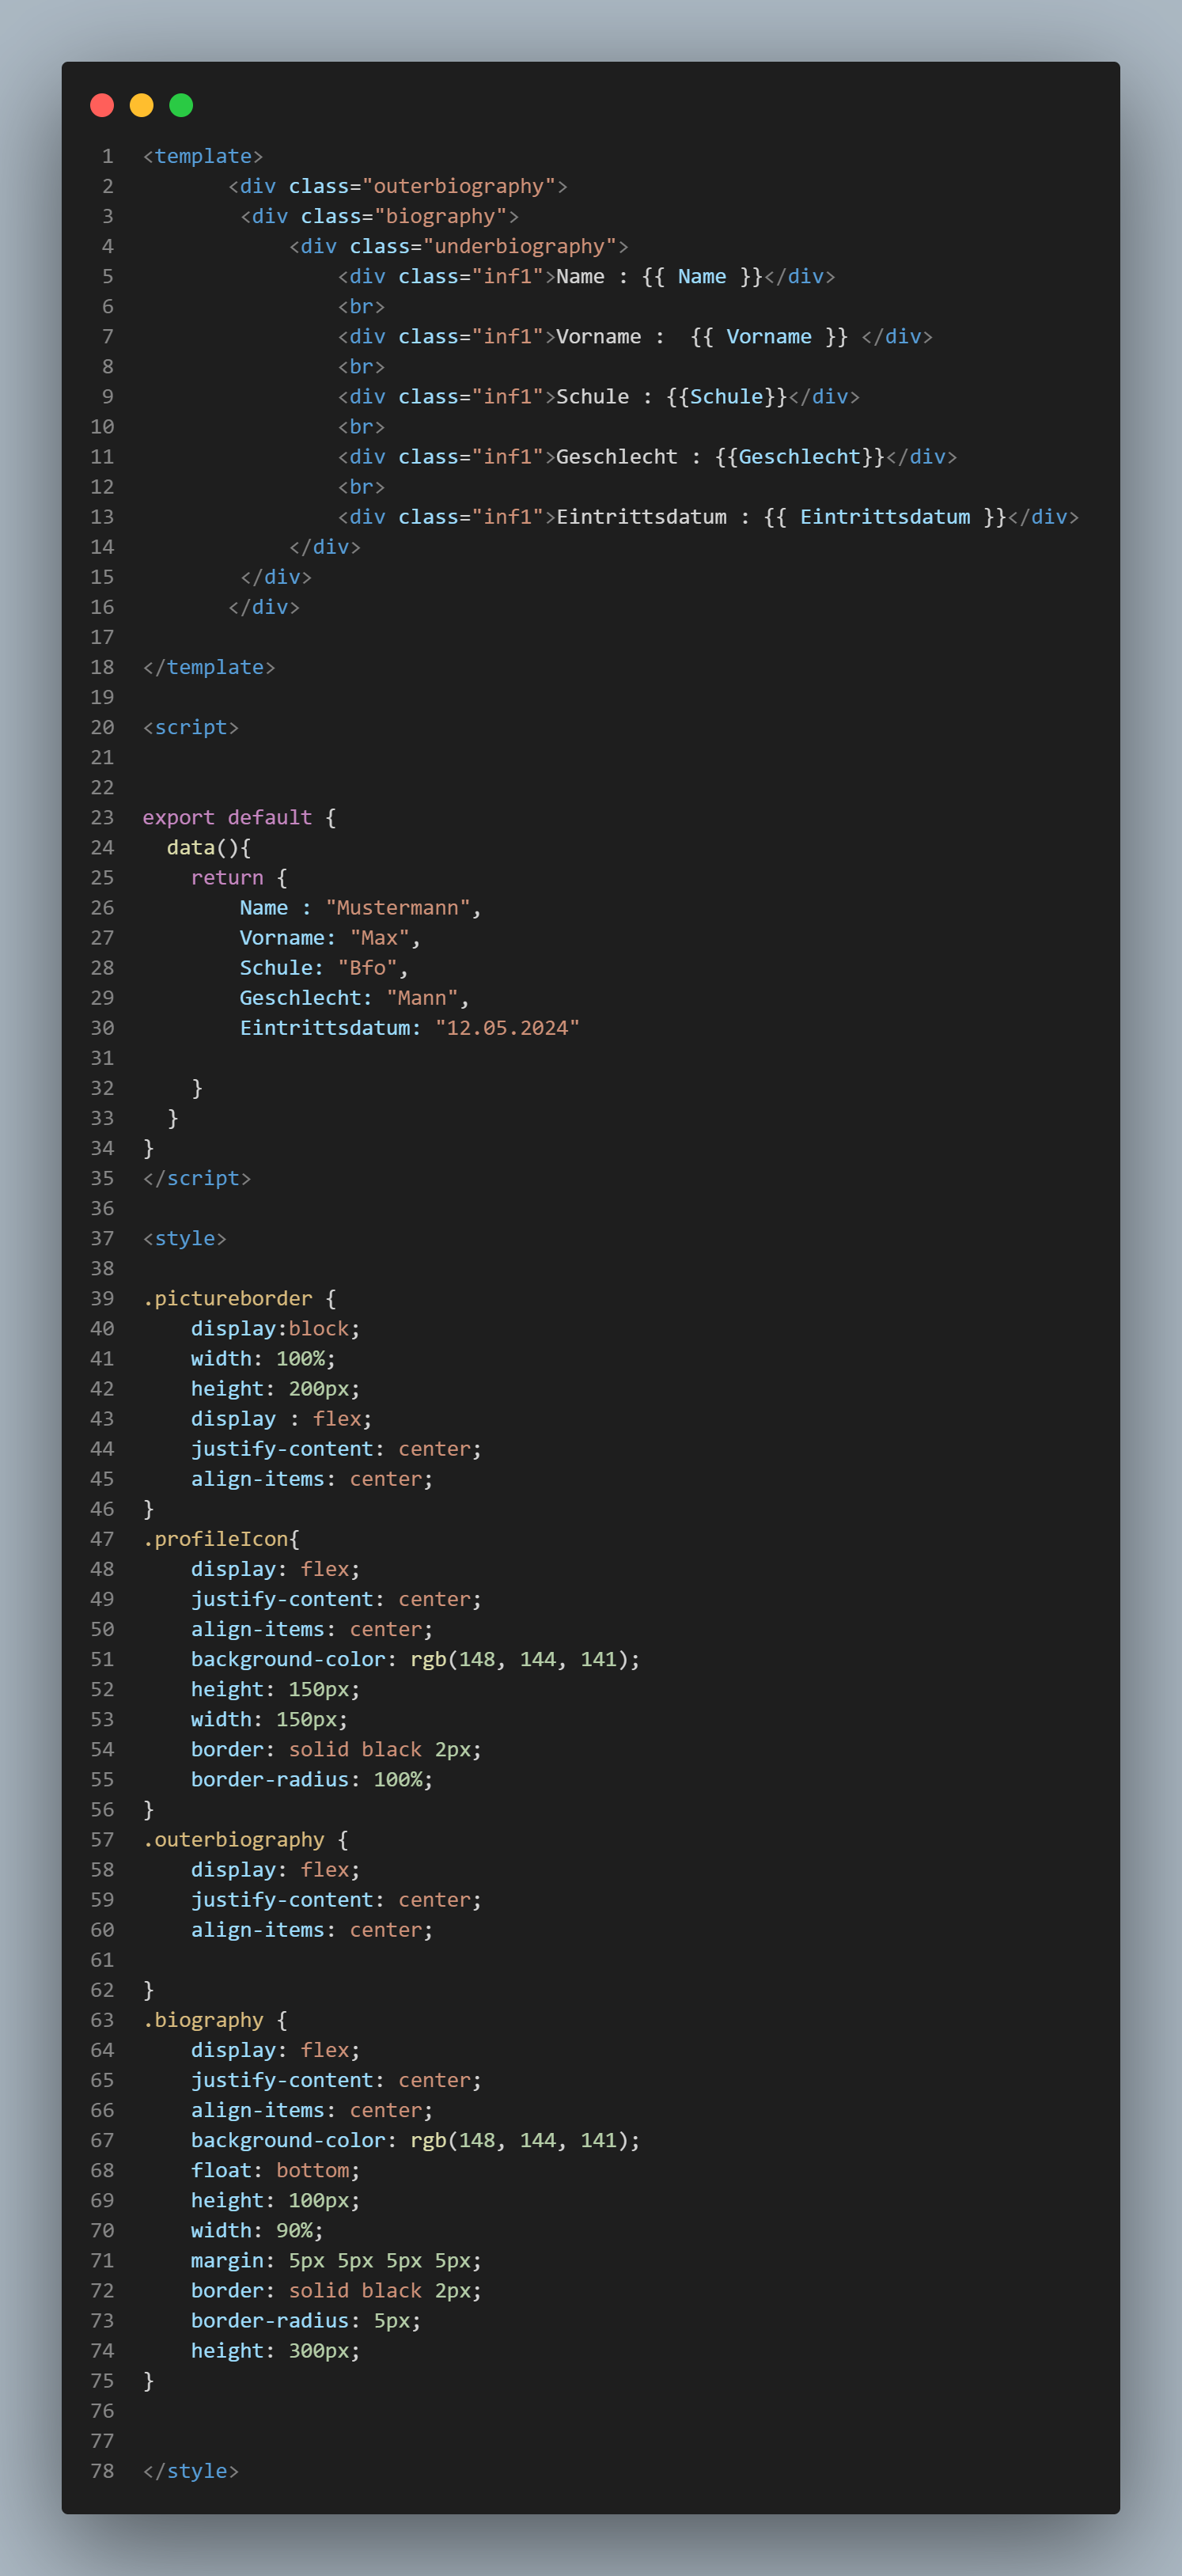 1 <template>
2        <div class="outerbiography">
3         <div class="biography">
4             <div class="underbiography">
5                 <div class="inf1">Name : {{ Name }}</div>
6                 <br>
7                 <div class="inf1">Vorname :  {{ Vorname }} </div>
8                 <br>
9                 <div class="inf1">Schule : {{Schule}}</div>
10                 <br>
11                 <div class="inf1">Geschlecht : {{Geschlecht}}</div>
12                 <br>
13                 <div class="inf1">Eintrittsdatum : {{ Eintrittsdatum }}</div>
14             </div>
15         </div>
16        </div>
17
18 </template>
19
20 <script>
21
22
23 export default {
24   data(){
25     return {
26         Name : "Mustermann",
27         Vorname: "Max",
28         Schule: "Bfo",
29         Geschlecht: "Mann",
30         Eintrittsdatum: "12.05.2024"
31
32     }
33   }
34 }
35 </script>
36
37 <style>
38
39 .pictureborder {
40     display:block;
41     width: 100%;
42     height: 200px;
43     display : flex;
44     justify-content: center;
45     align-items: center;
46 }
47 .profileIcon{
48     display: flex;
49     justify-content: center;
50     align-items: center;
51     background-color: rgb(148, 144, 141);
52     height: 150px;
53     width: 150px;
54     border: solid black 2px;
55     border-radius: 100%;
56 }
57 .outerbiography {
58     display: flex;
59     justify-content: center;
60     align-items: center;
61
62 }
63 .biography {
64     display: flex;
65     justify-content: center;
66     align-items: center;
67     background-color: rgb(148, 144, 141);
68     float: bottom;
69     height: 100px;
70     width: 90%;
71     margin: 5px 5px 5px 5px;
72     border: solid black 2px;
73     border-radius: 5px;
74     height: 300px;
75 }
76
77
78 </style>